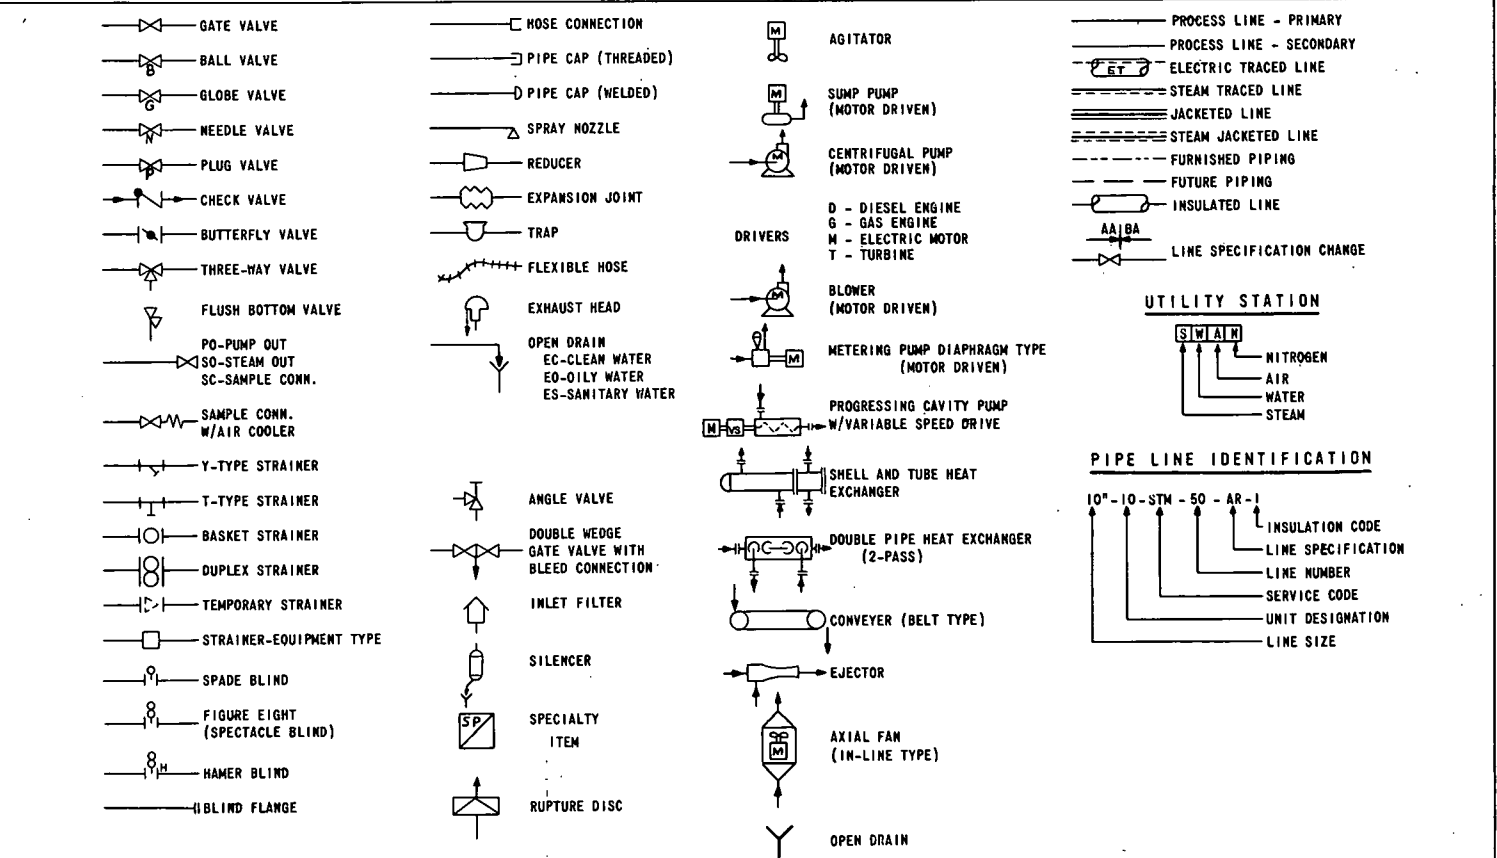 GATE VALVE
BALL VALVE
B
GLOBE VALVE
G
NEEDLE VALVE
N
PLUG VALVE
P
CHECK VALVE
BUTTERFLY VALVE
THREE-WAY VALVE
FLUSH BOTTOM VALVE
PO-PUMP OUT
SO-STEAM OUT
SC-SAMPLE CONN.
SAMPLE CONN.
W/AIR COOLER
Y-TYPE STRAINER
T-TYPE STRAINER
BASKET STRAINER
DUPLEX STRAINER
TEMPORARY STRAINER
STRAINER-EQUIPMENT TYPE
SPADE BLIND
FIGURE EIGHT
(SPECTACLE BLIND)
H
HAMER BLIND
BLIND FLANGE
HOSE CONNECTION
PIPE CAP (THREADED)
PIPE CAP (WELDED)
SPRAY NOZZLE
REDUCER
EXPANSION JOINT
TRAP
FLEXIBLE HOSE
EXHAUST HEAD
OPEN DRAIN
EC-CLEAN WATER
EO-OILY WATER
ES-SANITARY WATER
ANGLE VALVE
DOUBLE WEDGE
GATE VALVE WITH
BLEED CONNECTION
INLET FILTER
SILENCER
SP
SPECIALTY
ITEM
RUPTURE DISC
M
AGITATOR
M
SUMP PUMP
(MOTOR DRIVEN)
M
CENTRIFUGAL PUMP
(MOTOR DRIVEN)
DRIVERS
D - DIESEL ENGINE
G - GAS ENGINE
M - ELECTRIC MOTOR
T - TURBINE
M
BLOWER
(MOTOR DRIVEN)
M
METERING PUMP DIAPHRAGM TYPE
(MOTOR DRIVEN)
M VS
PROGRESSING CAVITY PUMP
W/VARIABLE SPEED DRIVE
SHELL AND TUBE HEAT
EXCHANGER
DOUBLE PIPE HEAT EXCHANGER
(2-PASS)
CONVEYER (BELT TYPE)
EJECTOR
M
AXIAL FAN
(IN-LINE TYPE)
OPEN DRAIN
PROCESS LINE - PRIMARY
PROCESS LINE - SECONDARY
ET
ELECTRIC TRACED LINE
STEAM TRACED LINE
JACKETED LINE
STEAM JACKETED LINE
FURNISHED PIPING
FUTURE PIPING
INSULATED LINE
AA BA
LINE SPECIFICATION CHANGE
UTILITY STATION
S W A N
NITROGEN
AIR
WATER
STEAM
PIPE LINE IDENTIFICATION
10"-10-STM-50-AR-1
INSULATION CODE
LINE SPECIFICATION
LINE NUMBER
SERVICE CODE
UNIT DESIGNATION
LINE SIZE